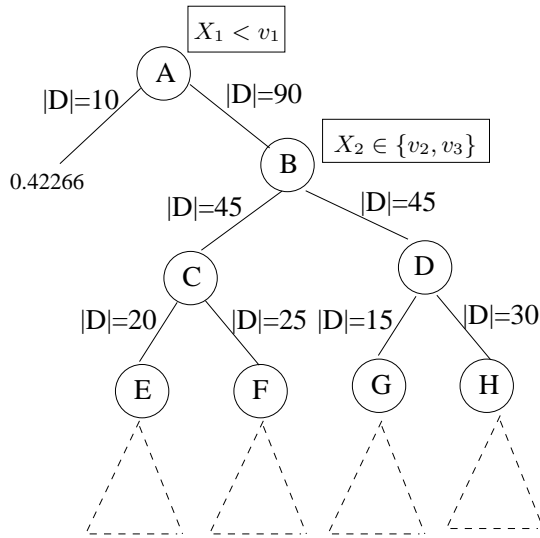 X₁ < v₁
A
|D|=10
|D|=90
X₂ ∈ {v₂, v₃}
B
0.42266
|D|=45
|D|=45
C
D
|D|=20
|D|=25
|D|=15
|D|=30
E
F
G
H